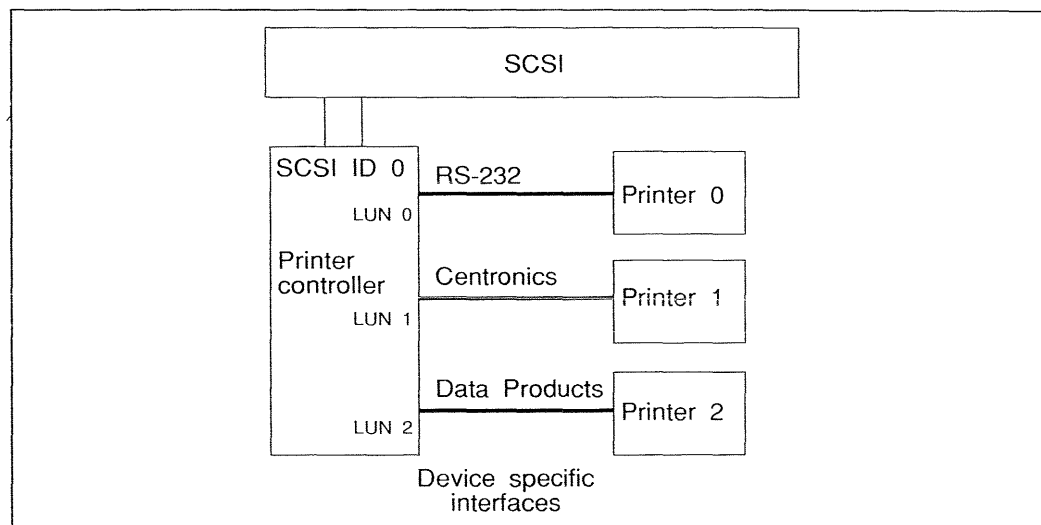 SCSI
SCSI ID 0
RS-232
Printer 0
LUN 0
Printer
controller
Centronics
Printer 1
LUN 1
Data Products
Printer 2
LUN 2
Device specific
interfaces